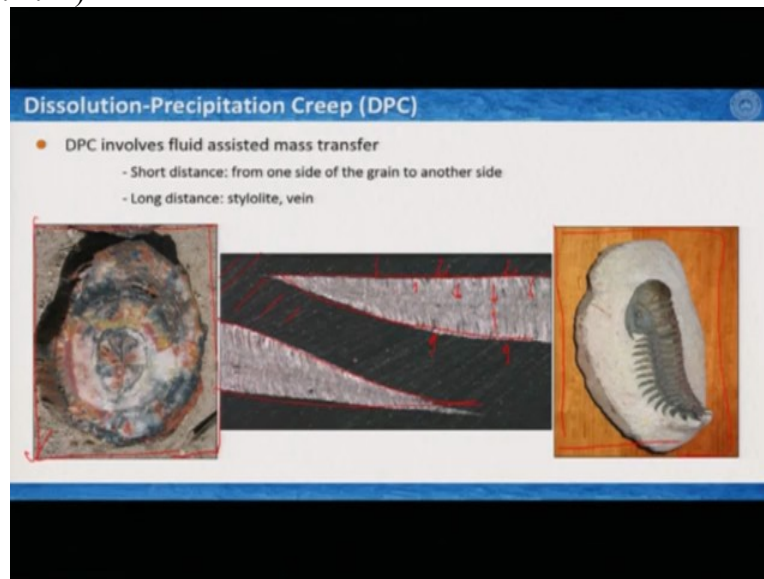 Dissolution-Precipitation Creep (DPC)
DPC involves fluid assisted mass transfer
- Short distance: from one side of the grain to another side
- Long distance: stylolite, vein